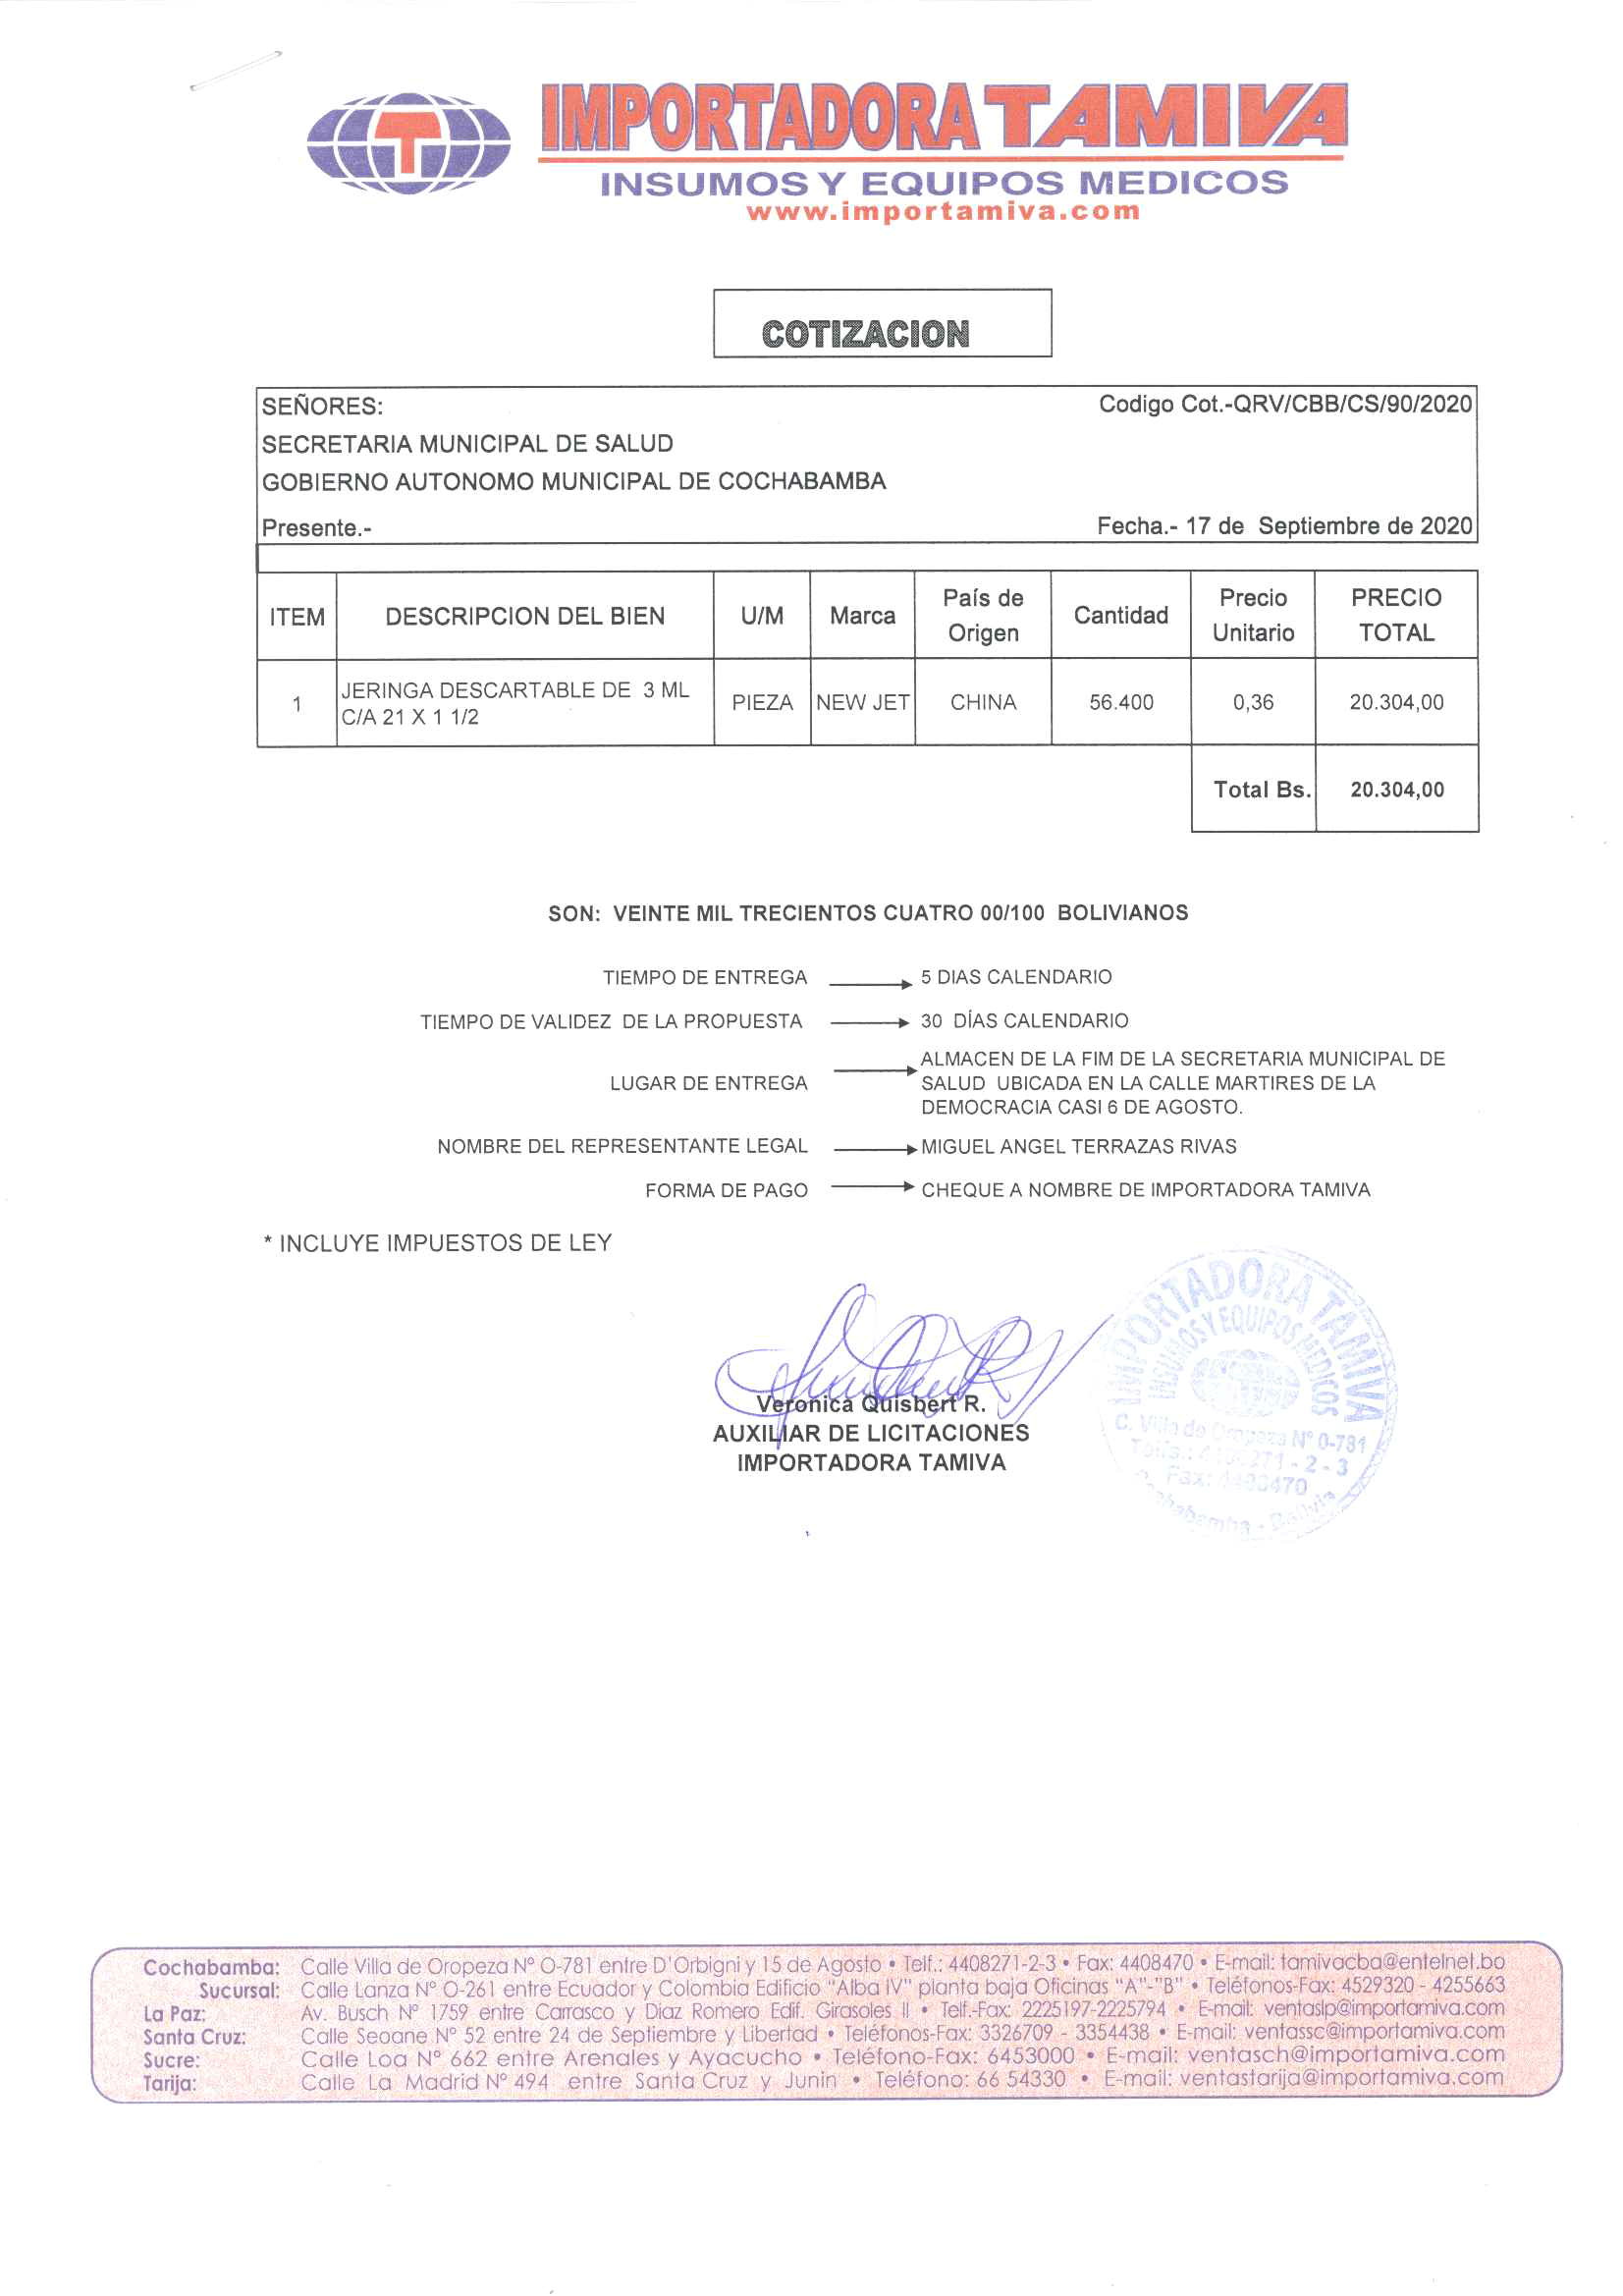 IMPORTADORA TAMIVA
INSUMOS Y EQUIPOS MEDICOS
www.importamiva.com
COTIZACION
SEÑORES: Codigo Cot.-QRV/CBB/CS/90/2020
SECRETARIA MUNICIPAL DE SALUD
GOBIERNO AUTONOMO MUNICIPAL DE COCHABAMBA
Presente.- Fecha.- 17 de Septiembre de 2020
ITEM DESCRIPCION DEL BIEN U/M Marca País de Origen Cantidad Precio Unitario PRECIO TOTAL
1 JERINGA DESCARTABLE DE 3 ML C/A 21 X 1 1/2 PIEZA NEW JET CHINA 56.400 0,36 20.304,00
Total Bs. 20.304,00
SON: VEINTE MIL TRECIENTOS CUATRO 00/100 BOLIVIANOS
TIEMPO DE ENTREGA 5 DIAS CALENDARIO
TIEMPO DE VALIDEZ DE LA PROPUESTA 30 DÍAS CALENDARIO
LUGAR DE ENTREGA ALMACEN DE LA FIM DE LA SECRETARIA MUNICIPAL DE
SALUD UBICADA EN LA CALLE MARTIRES DE LA
DEMOCRACIA CASI 6 DE AGOSTO.
NOMBRE DEL REPRESENTANTE LEGAL MIGUEL ANGEL TERRAZAS RIVAS
FORMA DE PAGO CHEQUE A NOMBRE DE IMPORTADORA TAMIVA
* INCLUYE IMPUESTOS DE LEY
Veronica Quisbert R.
AUXILIAR DE LICITACIONES
IMPORTADORA TAMIVA
IMPORTADORA TAMIVA
INSUMOS Y EQUIPOS MEDICOS
C. Villa de Oropeza N° 0-781
Cochabamba - Bolivia
Cochabamba: Calle Villa de Oropeza Nº O-781 entre D'Orbigni y 15 de Agosto • Telf.: 4408271-2-3 • Fax: 4408470 • E-mail: tamivacba@entelnet.bo
Sucursal: Calle Lanza Nº O-261 entre Ecuador y Colombia Edificio "Alba IV" planta baja Oficinas "A"-"B" • Teléfonos-Fax: 4529320 - 4255663
La Paz: Av. Busch Nº 1759 entre Carrasco y Diaz Romero Edif. Girasoles II • Telf.-Fax: 2225197-2225794 • E-mail: ventaslp@importamiva.com
Santa Cruz: Calle Seoane Nº 52 entre 24 de Septiembre y Libertad • Teléfonos-Fax: 3326709 - 3354438 • E-mail: ventassc@importamiva.com
Sucre: Calle Loa Nº 662 entre Arenales y Ayacucho • Teléfono-Fax: 6453000 • E-mail: ventasch@importamiva.com
Tarija: Calle La Madrid Nº 494 entre Santa Cruz y Junin • Teléfono: 66 54330 • E-mail: ventastarija@importamiva.com